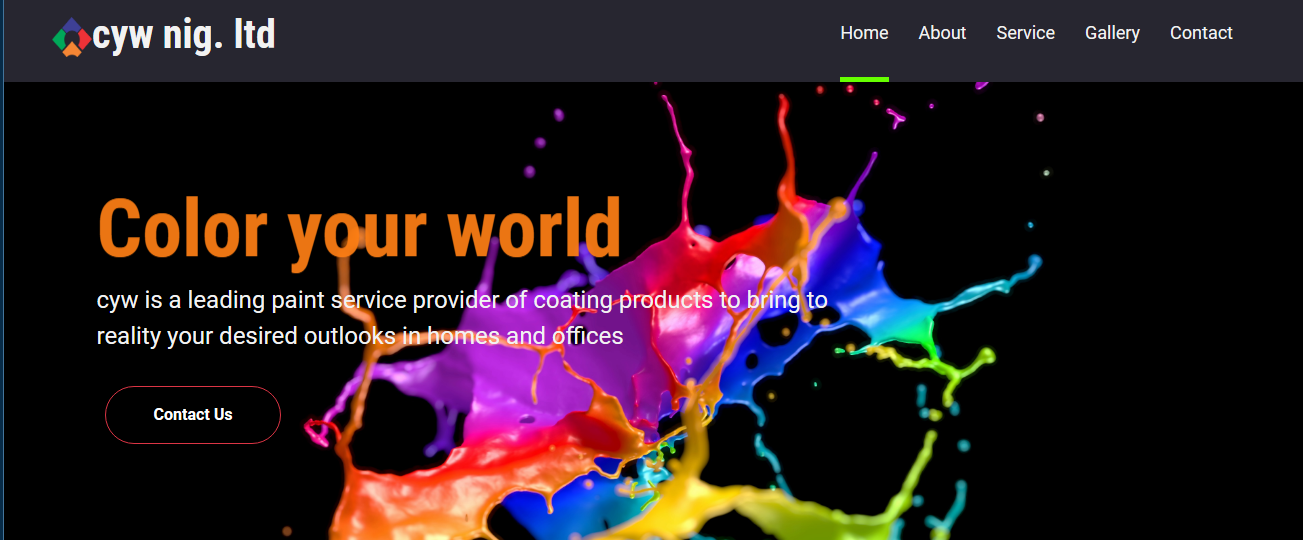 cyw nig. ltd
Home About Service Gallery Contact
Color your world
cyw is a leading paint service provider of coating products to bring to
reality your desired outlooks in homes and offices
Contact Us